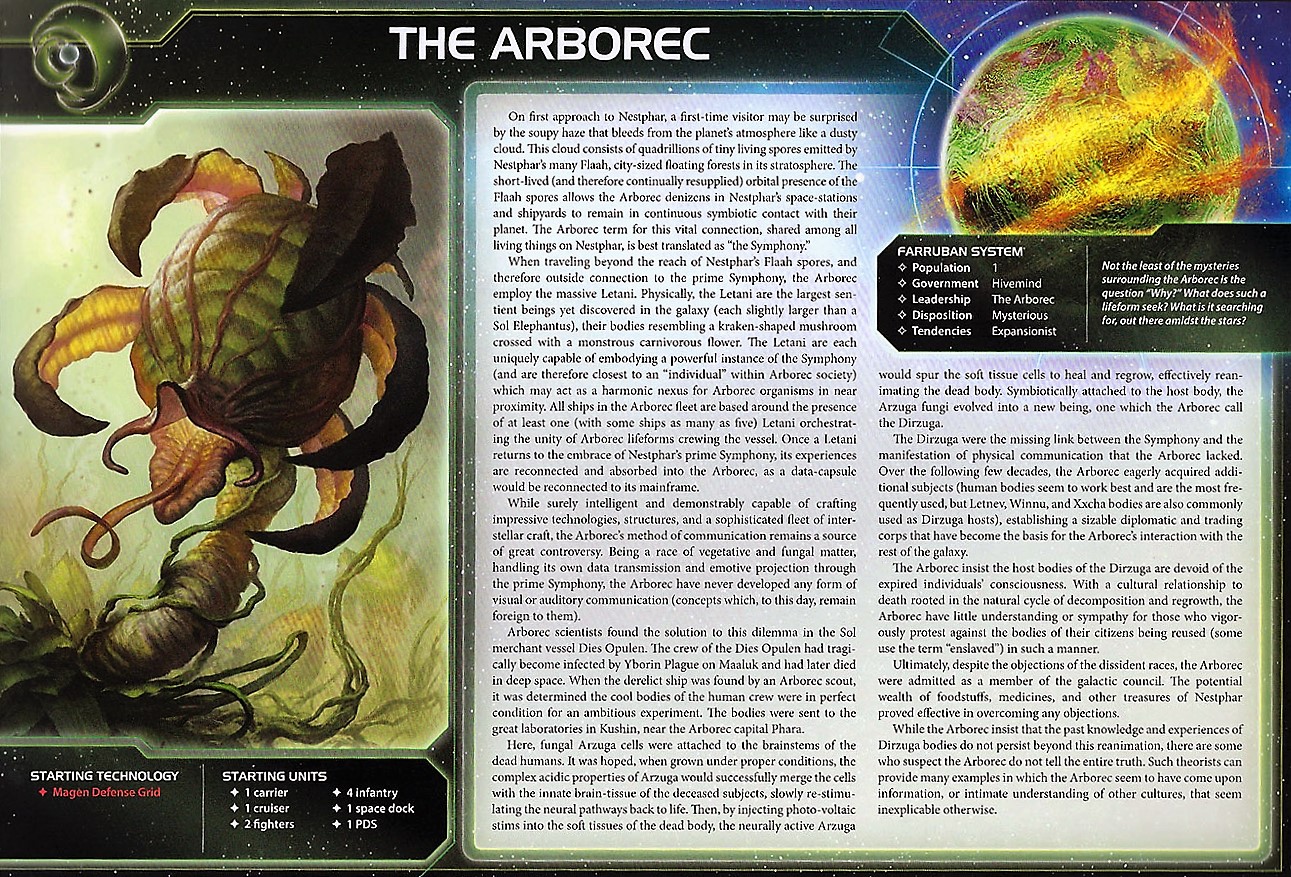 THE ARBOREC
On first approach to Nestphar, a first-time visitor may be surprised
by the soupy haze that bleeds from the planet's atmosphere like a dusty
cloud. This cloud consists of quadrillions of tiny living spores emitted by
Nestphar's many Flaah, city-sized floating forests in its stratosphere. The
short-lived (and therefore continually resupplied) orbital presence of the
Flaah spores allows the Arborec denizens in Nestphar's space-stations
and shipyards to remain in continuous symbiotic contact with their
planet. The Arborec term for this vital connection, shared among all
living things on Nestphar, is best translated as "the Symphony."
When traveling beyond the reach of Nestphar's Flaah spores, and
therefore outside connection to the prime Symphony, the Arborec
employ the massive Letani. Physically, the Letani are the largest sen-
tient beings yet discovered in the galaxy (each slightly larger than a
Sol Elephantus), their bodies resembling a kraken-shaped mushroom
crossed with a monstrous carnivorous flower. The Letani are each
uniquely capable of embodying a powerful instance of the Symphony
(and are therefore closest to an "individual" within Arborec society)
which may act as a harmonic nexus for Arborec organisms in near
proximity. All ships in the Arborec fleet are based around the presence
of at least one (with some ships as many as five) Letani orchestrat-
ing the unity of Arborec lifeforms crewing the vessel. Once a Letani
returns to the embrace of Nestphar's prime Symphony, its experiences
are reconnected and absorbed into the Arborec, as a data-capsule
would be reconnected to its mainframe.
While surely intelligent and demonstrably capable of crafting
impressive technologies, structures, and a sophisticated fleet of inter-
stellar craft, the Arborec's method of communication remains a source
of great controversy. Being a race of vegetative and fungal matter,
handling its own data transmission and emotive projection through
the prime Symphony, the Arborec have never developed any form of
visual or auditory communication (concepts which, to this day, remain
foreign to them).
Arborec scientists found the solution to this dilemma in the Sol
merchant vessel Dies Opulen. The crew of the Dies Opulen had tragi-
cally become infected by Yborin Plague on Maaluk and had later died
in deep space. When the derelict ship was found by an Arborec scout,
it was determined the cool bodies of the human crew were in perfect
condition for an ambitious experiment. The bodies were sent to the
great laboratories in Kushin, near the Arborec capital Phara.
Here, fungal Arzuga cells were attached to the brainstems of the
dead humans. It was hoped, when grown under proper conditions, the
complex acidic properties of Arzuga would successfully merge the cells
with the innate brain-tissue of the deceased subjects, slowly re-stimu-
lating the neural pathways back to life. Then, by injecting photo-voltaic
stims into the soft tissues of the dead body, the neurally active Arzuga
FARRUBAN SYSTEM
✧ Population 1
✧ Government Hivemind
✧ Leadership The Arborec
✧ Disposition Mysterious
✧ Tendencies Expansionist
Not the least of the mysteries
surrounding the Arborec is the
question "Why?" What does such a
lifeform seek? What is it searching
for, out there amidst the stars?
would spur the soft tissue cells to heal and regrow, effectively rean-
imating the dead body. Symbiotically attached to the host body, the
Arzuga fungi evolved into a new being, one which the Arborec call
the Dirzuga.
The Dirzuga were the missing link between the Symphony and the
manifestation of physical communication that the Arborec lacked.
Over the following few decades, the Arborec eagerly acquired addi-
tional subjects (human bodies seem to work best and are the most fre-
quently used, but Letnev, Winnu, and Xxcha bodies are also commonly
used as Dirzuga hosts), establishing a sizable diplomatic and trading
corps that have become the basis for the Arborec's interaction with the
rest of the galaxy.
The Arborec insist the host bodies of the Dirzuga are devoid of the
expired individuals' consciousness. With a cultural relationship to
death rooted in the natural cycle of decomposition and regrowth, the
Arborec have little understanding or sympathy for those who vigor-
ously protest against the bodies of their citizens being reused (some
use the term "enslaved") in such a manner.
Ultimately, despite the objections of the dissident races, the Arborec
were admitted as a member of the galactic council. The potential
wealth of foodstuffs, medicines, and other treasures of Nestphar
proved effective in overcoming any objections.
While the Arborec insist that the past knowledge and experiences of
Dirzuga bodies do not persist beyond this reanimation, there are some
who suspect the Arborec do not tell the entire truth. Such theorists can
provide many examples in which the Arborec seem to have come upon
information, or intimate understanding of other cultures, that seem
inexplicable otherwise.
STARTING TECHNOLOGY
✦ Magen Defense Grid
STARTING UNITS
✦ 1 carrier ✦ 4 infantry
✦ 1 cruiser ✦ 1 space dock
✦ 2 fighters ✦ 1 PDS